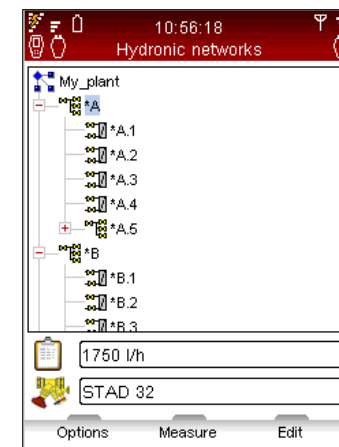 10:56:18
Hydronic networks
My_plant
*A
*A.1
*A.2
*A.3
*A.4
*A.5
*B
*B.1
*B.2
*B.3
1750 l/h
STAD 32
Options Measure Edit